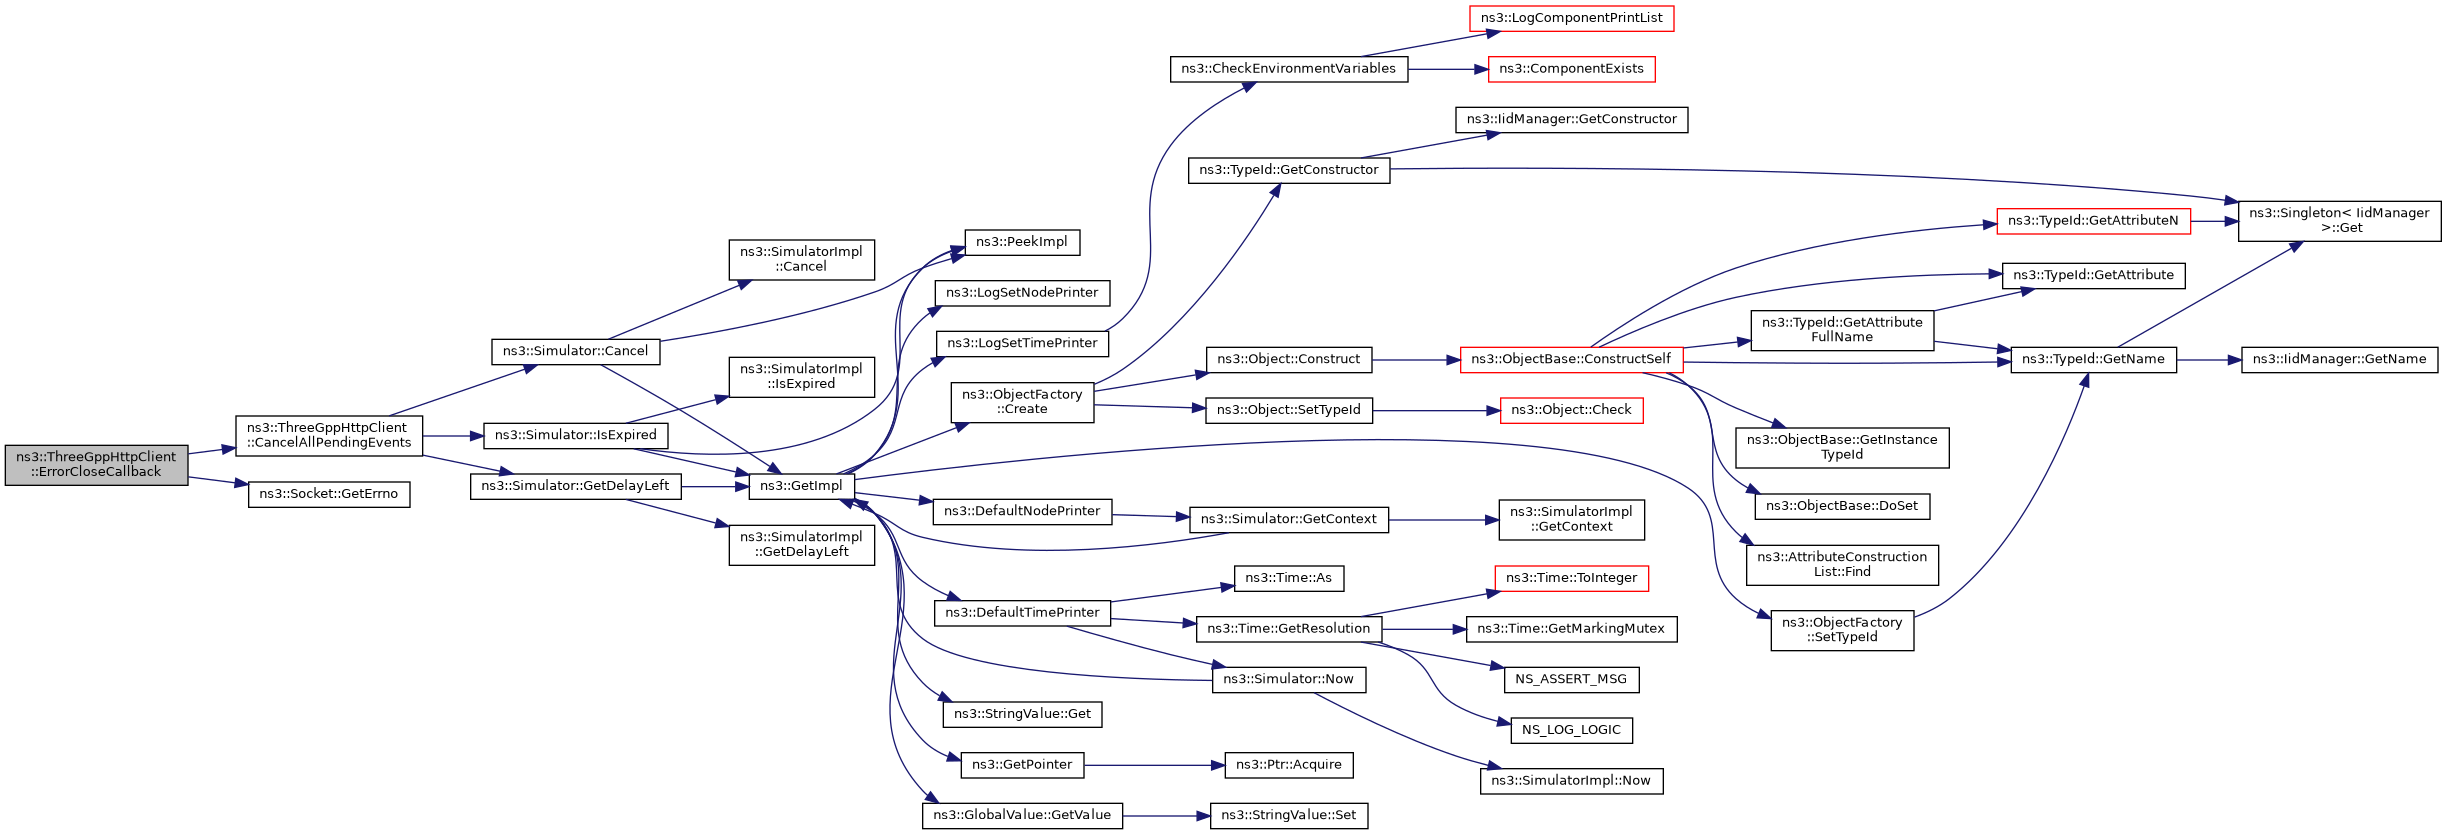 ns3::ThreeGppHttpClient
::ErrorCloseCallback
ns3::ThreeGppHttpClient
::CancelAllPendingEvents
ns3::Socket::GetErrno
ns3::Simulator::Cancel
ns3::Simulator::IsExpired
ns3::Simulator::GetDelayLeft
ns3::SimulatorImpl
::Cancel
ns3::SimulatorImpl
::IsExpired
ns3::GetImpl
ns3::SimulatorImpl
::GetDelayLeft
ns3::PeekImpl
ns3::LogSetNodePrinter
ns3::LogSetTimePrinter
ns3::ObjectFactory
::Create
ns3::DefaultNodePrinter
ns3::DefaultTimePrinter
ns3::StringValue::Get
ns3::GetPointer
ns3::GlobalValue::GetValue
ns3::CheckEnvironmentVariables
ns3::TypeId::GetConstructor
ns3::Object::Construct
ns3::Object::SetTypeId
ns3::Simulator::GetContext
ns3::Time::As
ns3::Time::GetResolution
ns3::Simulator::Now
ns3::Ptr::Acquire
ns3::StringValue::Set
ns3::LogComponentPrintList
ns3::ComponentExists
ns3::IidManager::GetConstructor
ns3::ObjectBase::ConstructSelf
ns3::Object::Check
ns3::SimulatorImpl
::GetContext
ns3::Time::ToInteger
ns3::Time::GetMarkingMutex
NS_ASSERT_MSG
NS_LOG_LOGIC
ns3::SimulatorImpl::Now
ns3::TypeId::GetAttribute
FullName
ns3::ObjectBase::GetInstance
TypeId
ns3::ObjectBase::DoSet
ns3::AttributeConstruction
List::Find
ns3::ObjectFactory
::SetTypeId
ns3::TypeId::GetAttributeN
ns3::TypeId::GetAttribute
ns3::TypeId::GetName
ns3::Singleton< IidManager
>::Get
ns3::IidManager::GetName